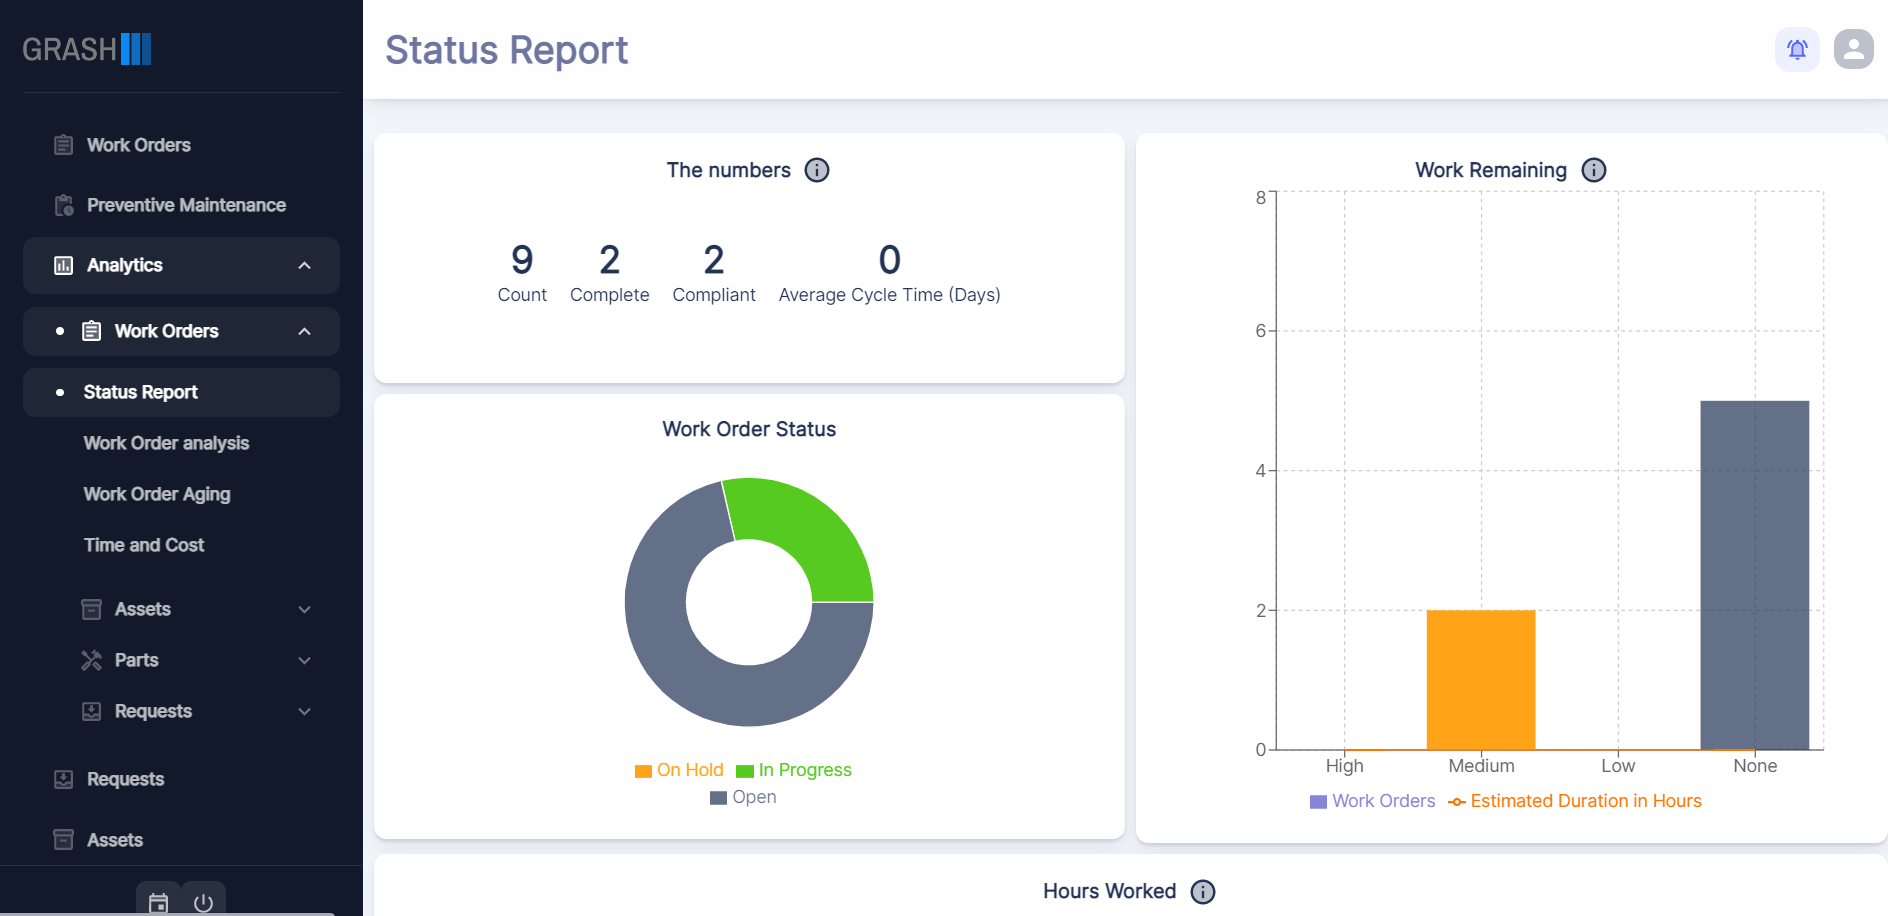 GRASH
Work Orders
Preventive Maintenance
Analytics
Work Orders
Status Report
Work Order analysis
Work Order Aging
Time and Cost
Assets
Parts
Requests
Requests
Assets
Status Report
The numbers
9 2 2 0
Count Complete Compliant Average Cycle Time (Days)
Work Order Status
On Hold In Progress
Open
Work Remaining
8
6
4
2
0
High Medium Low None
Work Orders Estimated Duration in Hours
Hours Worked